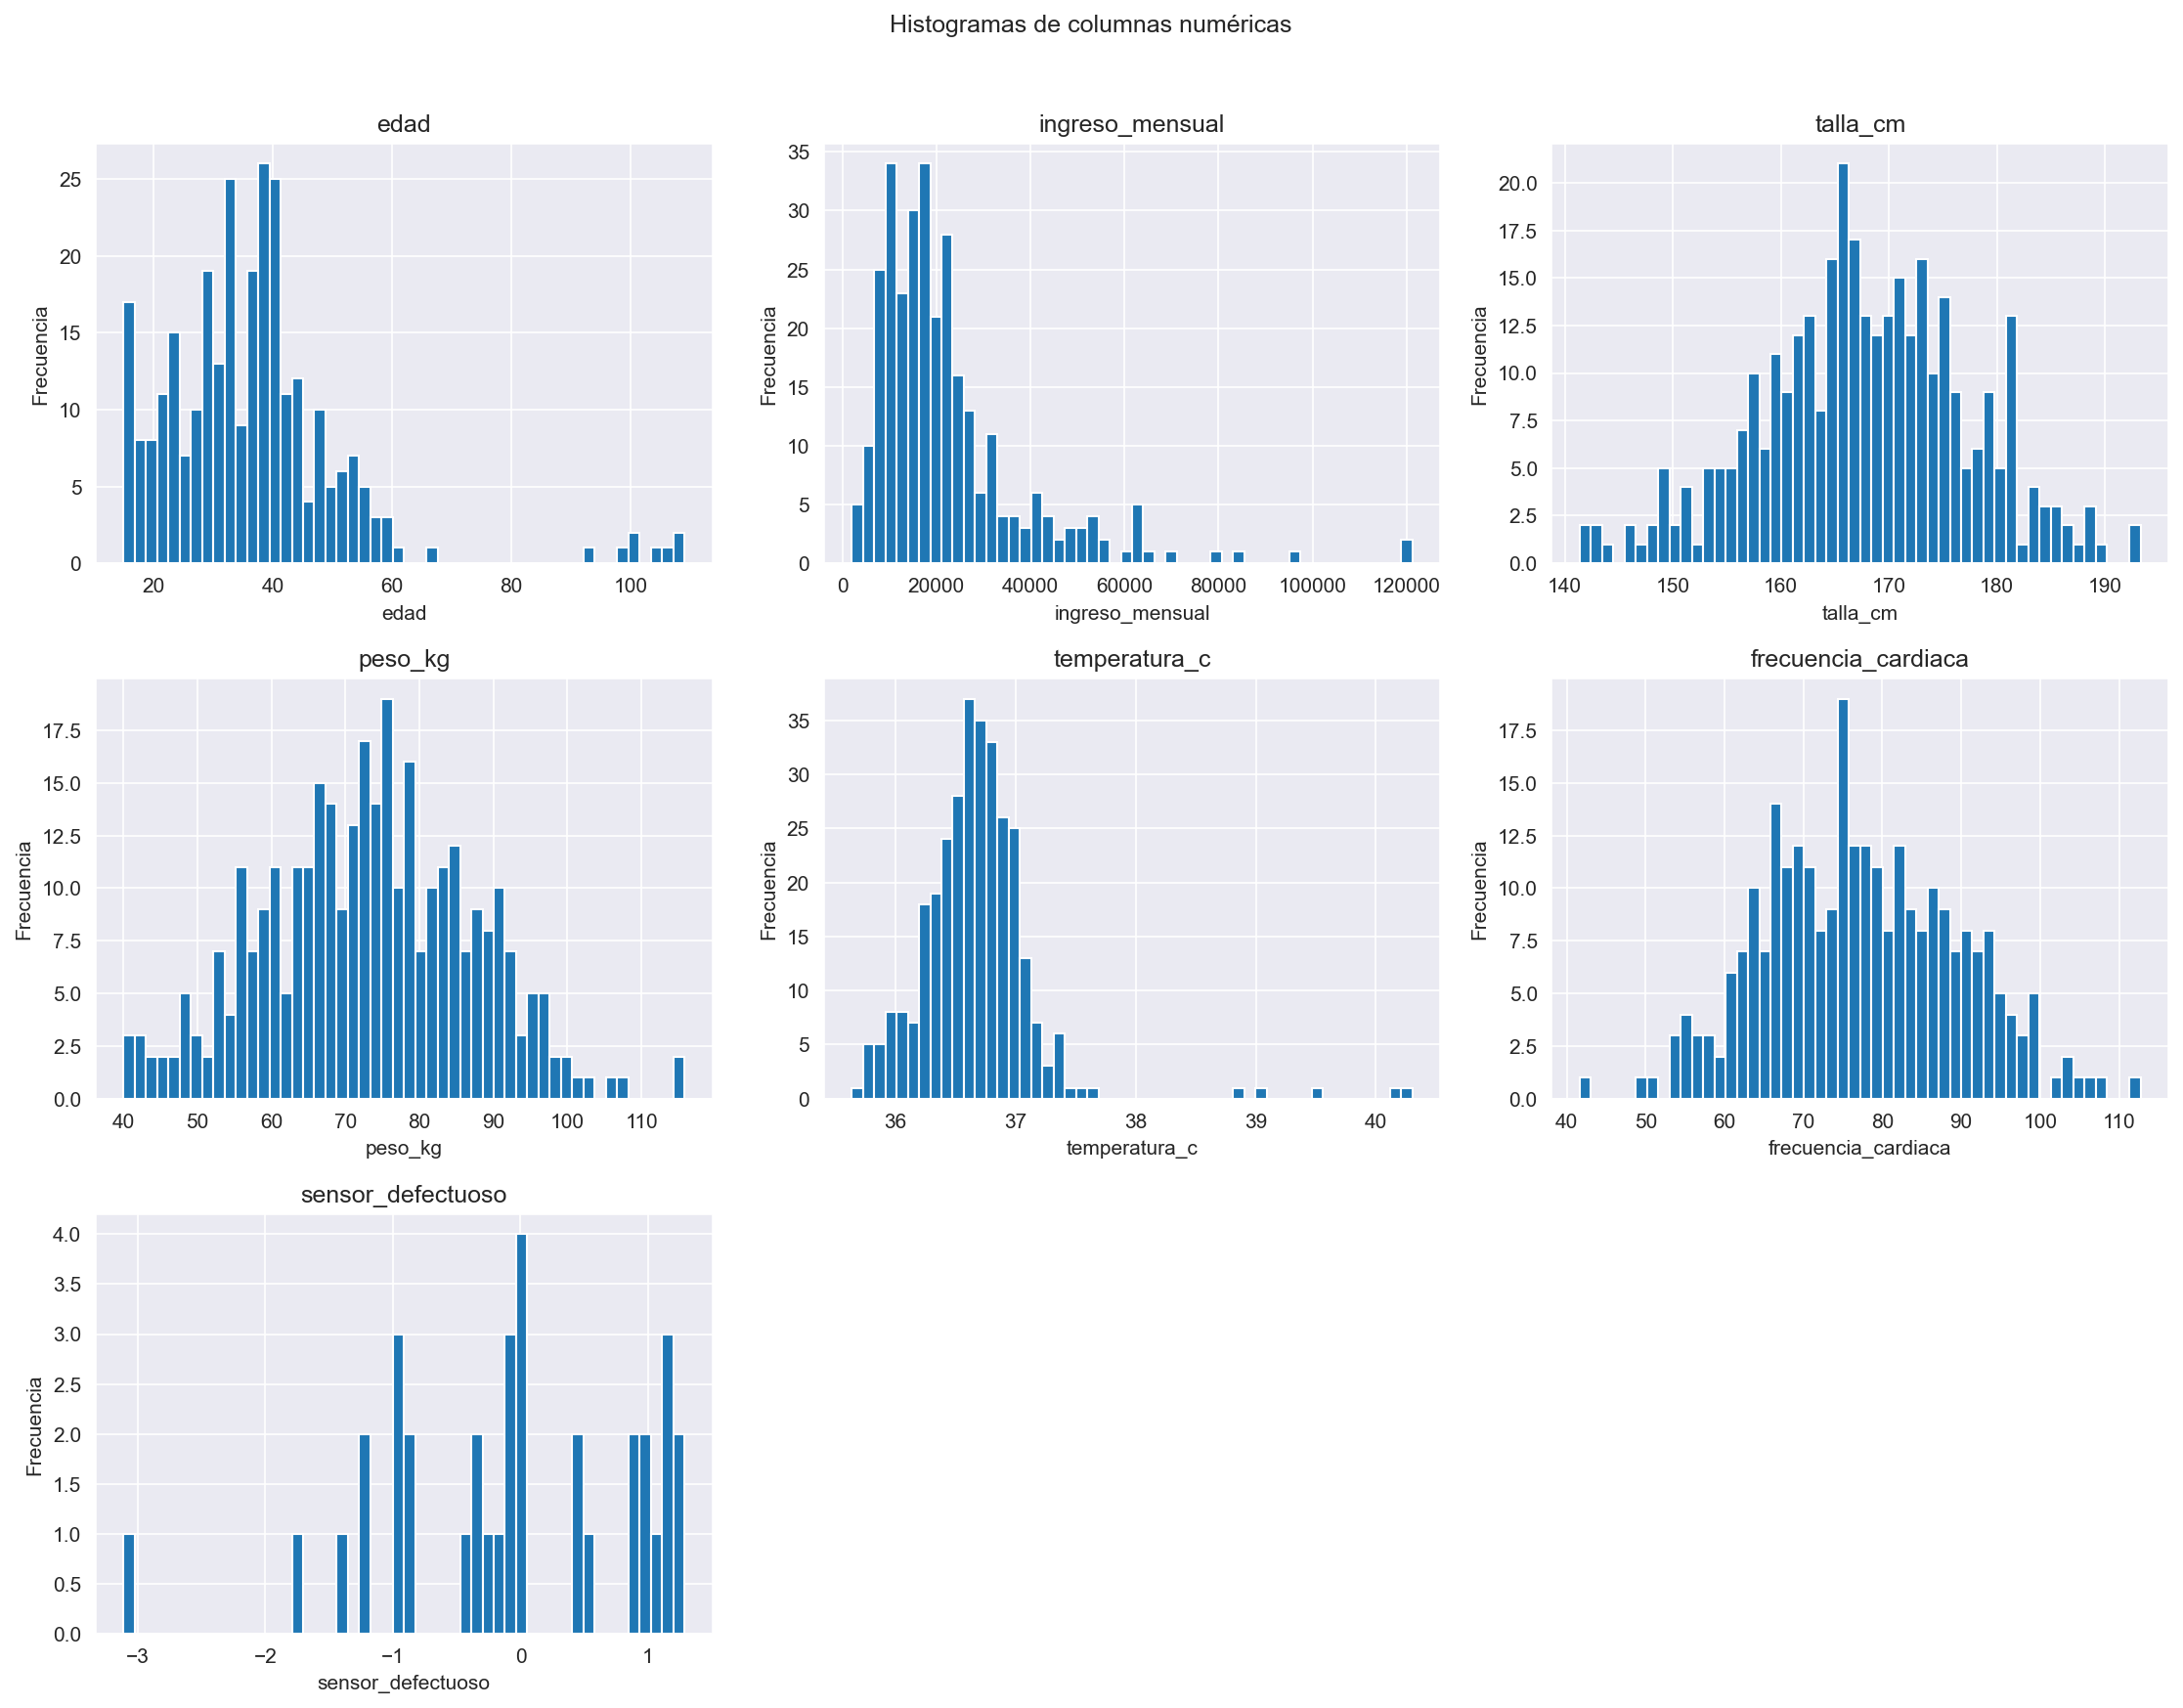 Histogramas de columnas numéricas
edad
25
20
15
10
5
0
Frecuencia
20 40 60 80 100
edad
ingreso_mensual
35
30
25
20
15
10
5
0
Frecuencia
0 20000 40000 60000 80000 100000 120000
ingreso_mensual
talla_cm
20.0
17.5
15.0
12.5
10.0
7.5
5.0
2.5
0.0
Frecuencia
140 150 160 170 180 190
talla_cm
peso_kg
17.5
15.0
12.5
10.0
7.5
5.0
2.5
0.0
Frecuencia
40 50 60 70 80 90 100 110
peso_kg
temperatura_c
35
30
25
20
15
10
5
0
Frecuencia
36 37 38 39 40
temperatura_c
frecuencia_cardiaca
17.5
15.0
12.5
10.0
7.5
5.0
2.5
0.0
Frecuencia
40 50 60 70 80 90 100 110
frecuencia_cardiaca
sensor_defectuoso
4.0
3.5
3.0
2.5
2.0
1.5
1.0
0.5
0.0
Frecuencia
−3 −2 −1 0 1
sensor_defectuoso